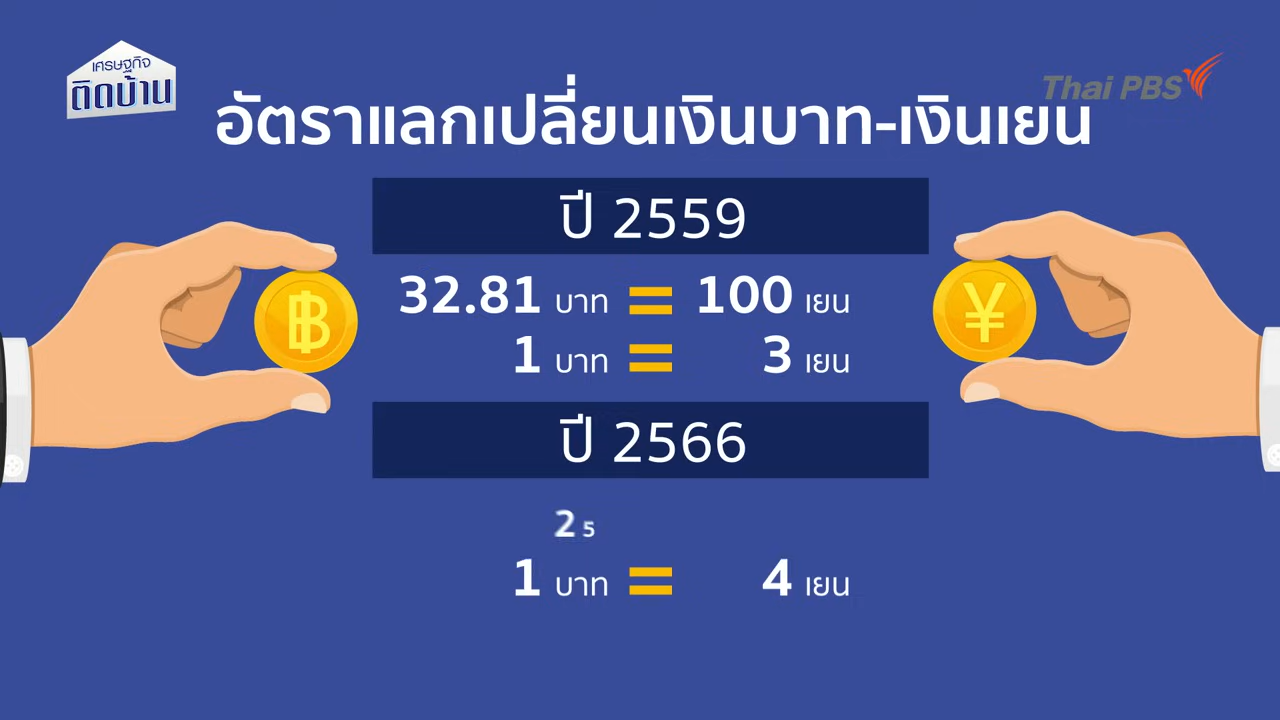 เศรษฐกิจ
ติดบ้าน
Thai PBS
อัตราแลกเปลี่ยนเงินบาท-เงินเยน
ปี 2559
฿
¥
32.81 บาท = 100 เยน
1 บาท = 3 เยน
ปี 2566
2 5
1 บาท = 4 เยน